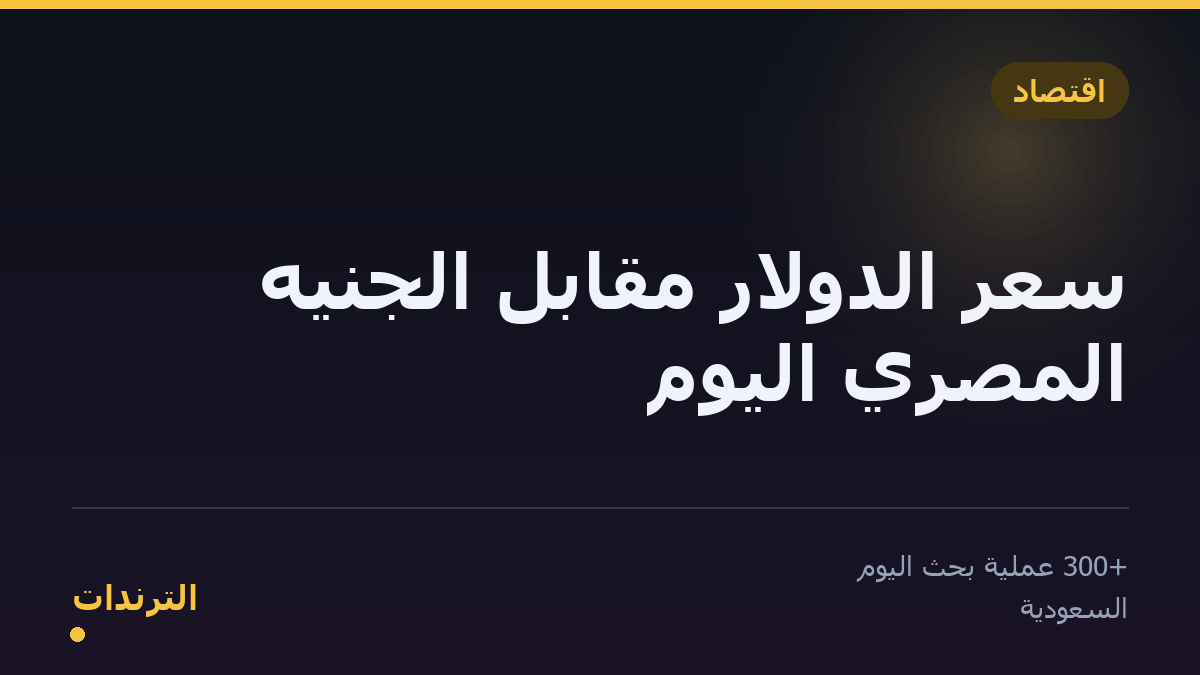 اقتصاد
سعر الدولار مقابل الجنيه
المصري اليوم
+300 عملية بحث اليوم
السعودية
الترندات